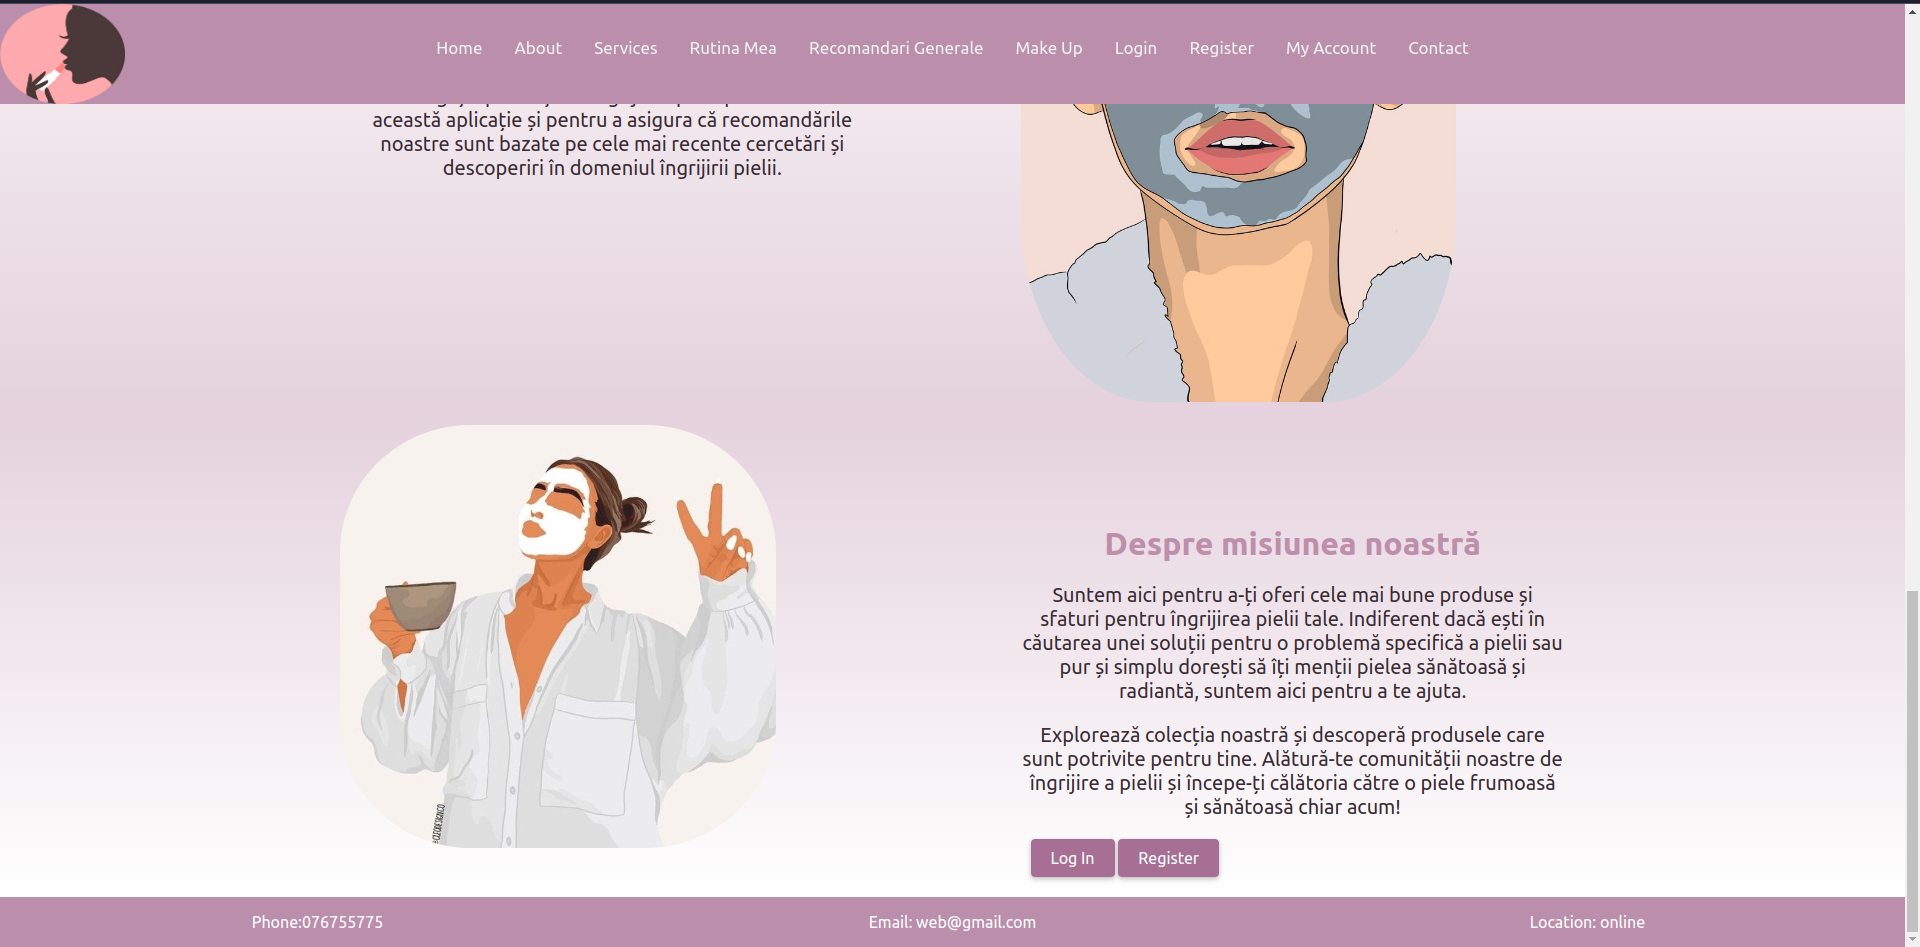 Home About Services Rutina Mea Recomandari Generale Make Up Login Register My Account Contact
această aplicație și pentru a asigura că recomandările
noastre sunt bazate pe cele mai recente cercetări și
descoperiri în domeniul îngrijirii pielii.
Despre misiunea noastră
Suntem aici pentru a-ți oferi cele mai bune produse și
sfaturi pentru îngrijirea pielii tale. Indiferent dacă ești în
căutarea unei soluții pentru o problemă specifică a pielii sau
pur și simplu dorești să îți menții pielea sănătoasă și
radiantă, suntem aici pentru a te ajuta.
Explorează colecția noastră și descoperă produsele care
sunt potrivite pentru tine. Alătură-te comunității noastre de
îngrijire a pielii și începe-ți călătoria către o piele frumoasă
și sănătoasă chiar acum!
Log In Register
Phone:076755775 Email: web@gmail.com Location: online